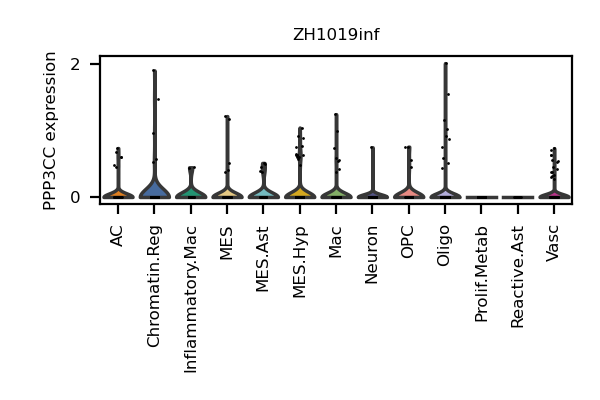 ZH1019inf
PPP3CC expression
2
0
AC
Chromatin.Reg
Inflammatory.Mac
MES
MES.Ast
MES.Hyp
Mac
Neuron
OPC
Oligo
Prolif.Metab
Reactive.Ast
Vasc